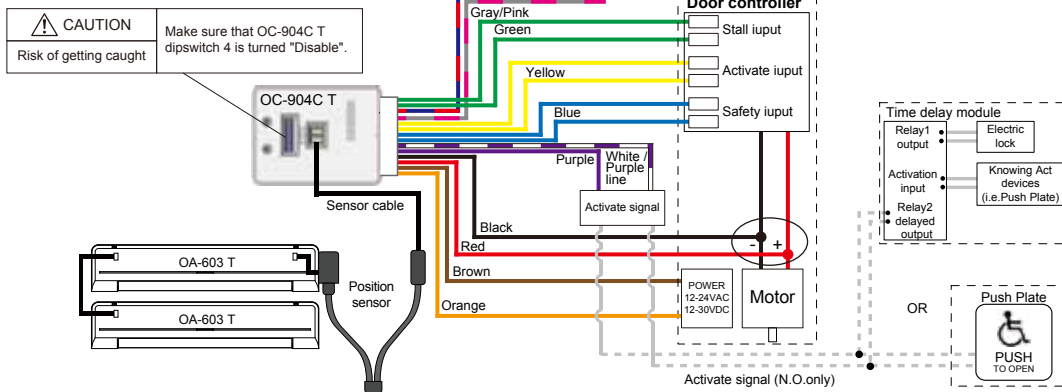 CAUTION
Risk of getting caught
Make sure that OC-904C T
dipswitch 4 is turned "Disable".
Gray/Pink
Green
Yellow
Blue
Purple
White /
Purple
line
Activate signal
Black
Red
Brown
Orange
OC-904C T
Sensor cable
OA-603 T
OA-603 T
Position
sensor
Door controller
Stall iuput
Activate iuput
Safety iuput
- +
POWER
12-24VAC
12-30VDC
Motor
Activate signal (N.O.only)
Time delay module
Relay1
output
Electric
lock
Activation
input
Knowing Act
devices
(i.e.Push Plate)
Relay2
delayed
output
OR
Push Plate
PUSH
TO OPEN